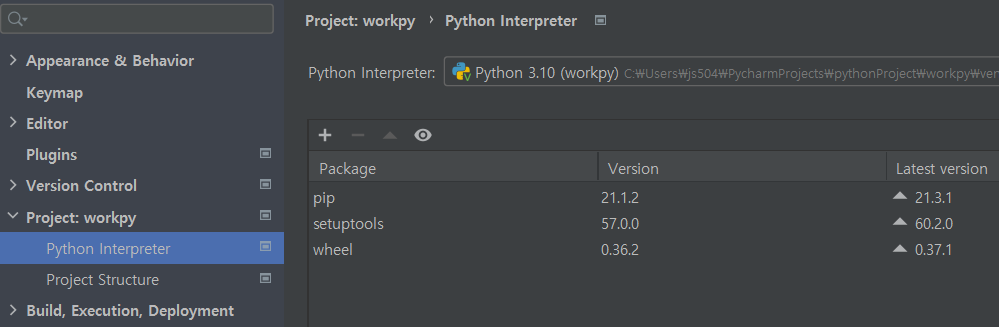 Project: workpy › Python Interpreter
Appearance & Behavior
Keymap
Editor
Plugins
Version Control
Project: workpy
Python Interpreter
Project Structure
Build, Execution, Deployment
Python Interpreter: Python 3.10 (workpy) C:₩Users₩js504₩PycharmProjects₩pythonProject₩workpy₩ver
Package Version Latest version
pip 21.1.2 21.3.1
setuptools 57.0.0 60.2.0
wheel 0.36.2 0.37.1